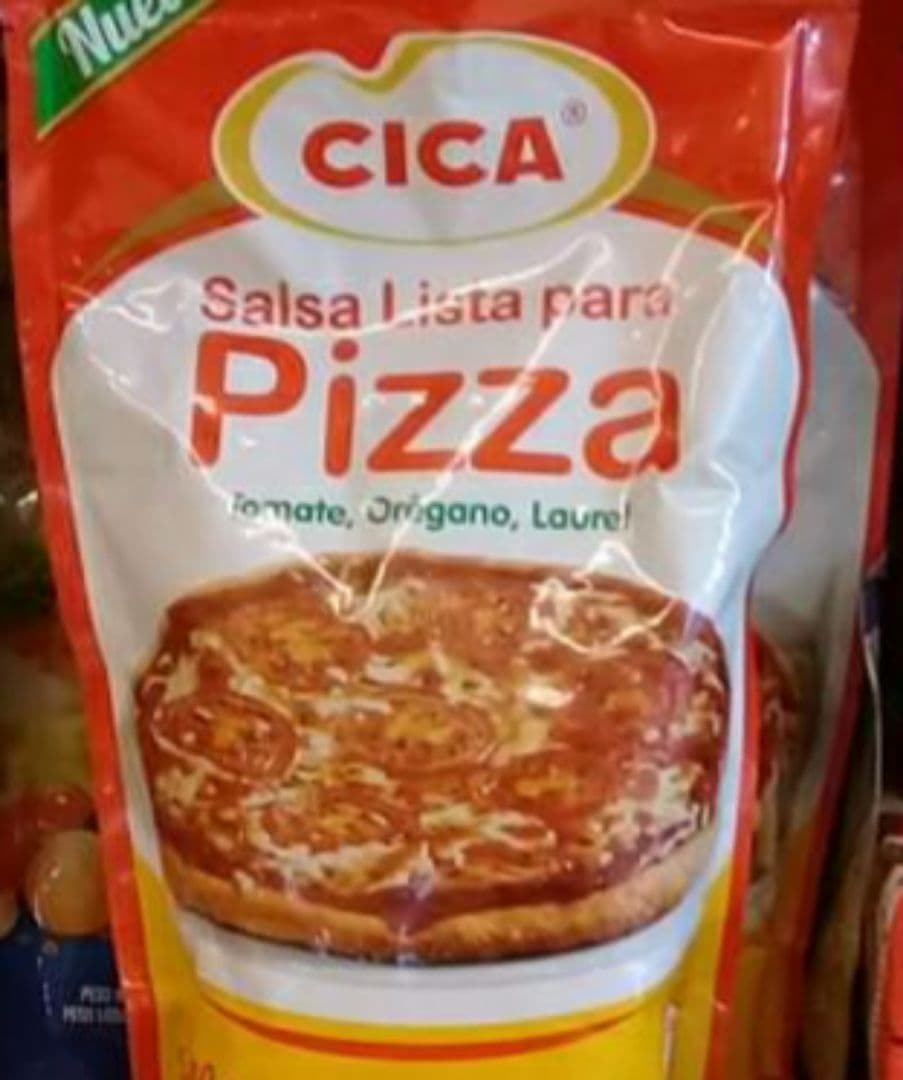 CICA®
Salsa Lista para
Pizza
Tomate, Orégano, Laurel